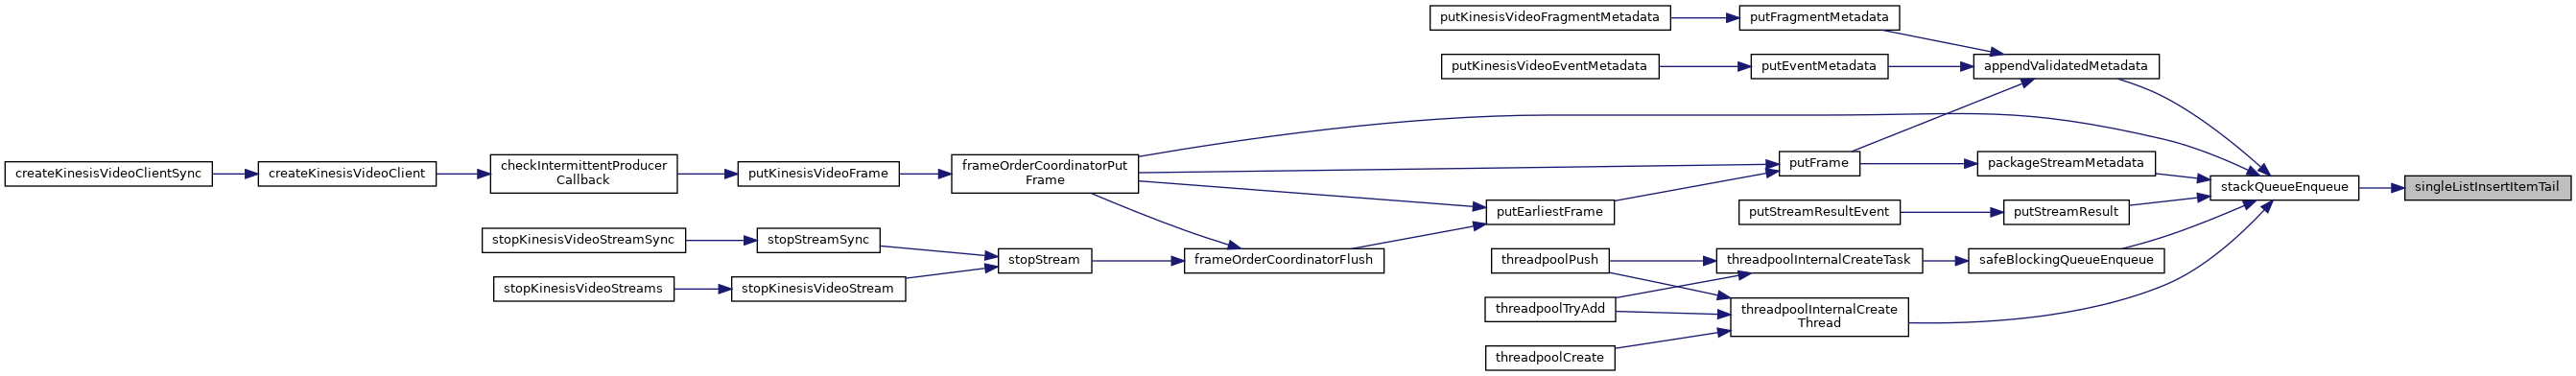 putKinesisVideoFragmentMetadata
putFragmentMetadata
putKinesisVideoEventMetadata
putEventMetadata
appendValidatedMetadata
createKinesisVideoClientSync
createKinesisVideoClient
checkIntermittentProducer
Callback
putKinesisVideoFrame
frameOrderCoordinatorPut
Frame
putFrame
packageStreamMetadata
stackQueueEnqueue
singleListInsertItemTail
putEarliestFrame
putStreamResultEvent
putStreamResult
stopKinesisVideoStreamSync
stopStreamSync
stopStream
frameOrderCoordinatorFlush
threadpoolPush
threadpoolInternalCreateTask
safeBlockingQueueEnqueue
stopKinesisVideoStreams
stopKinesisVideoStream
threadpoolTryAdd
threadpoolInternalCreate
Thread
threadpoolCreate